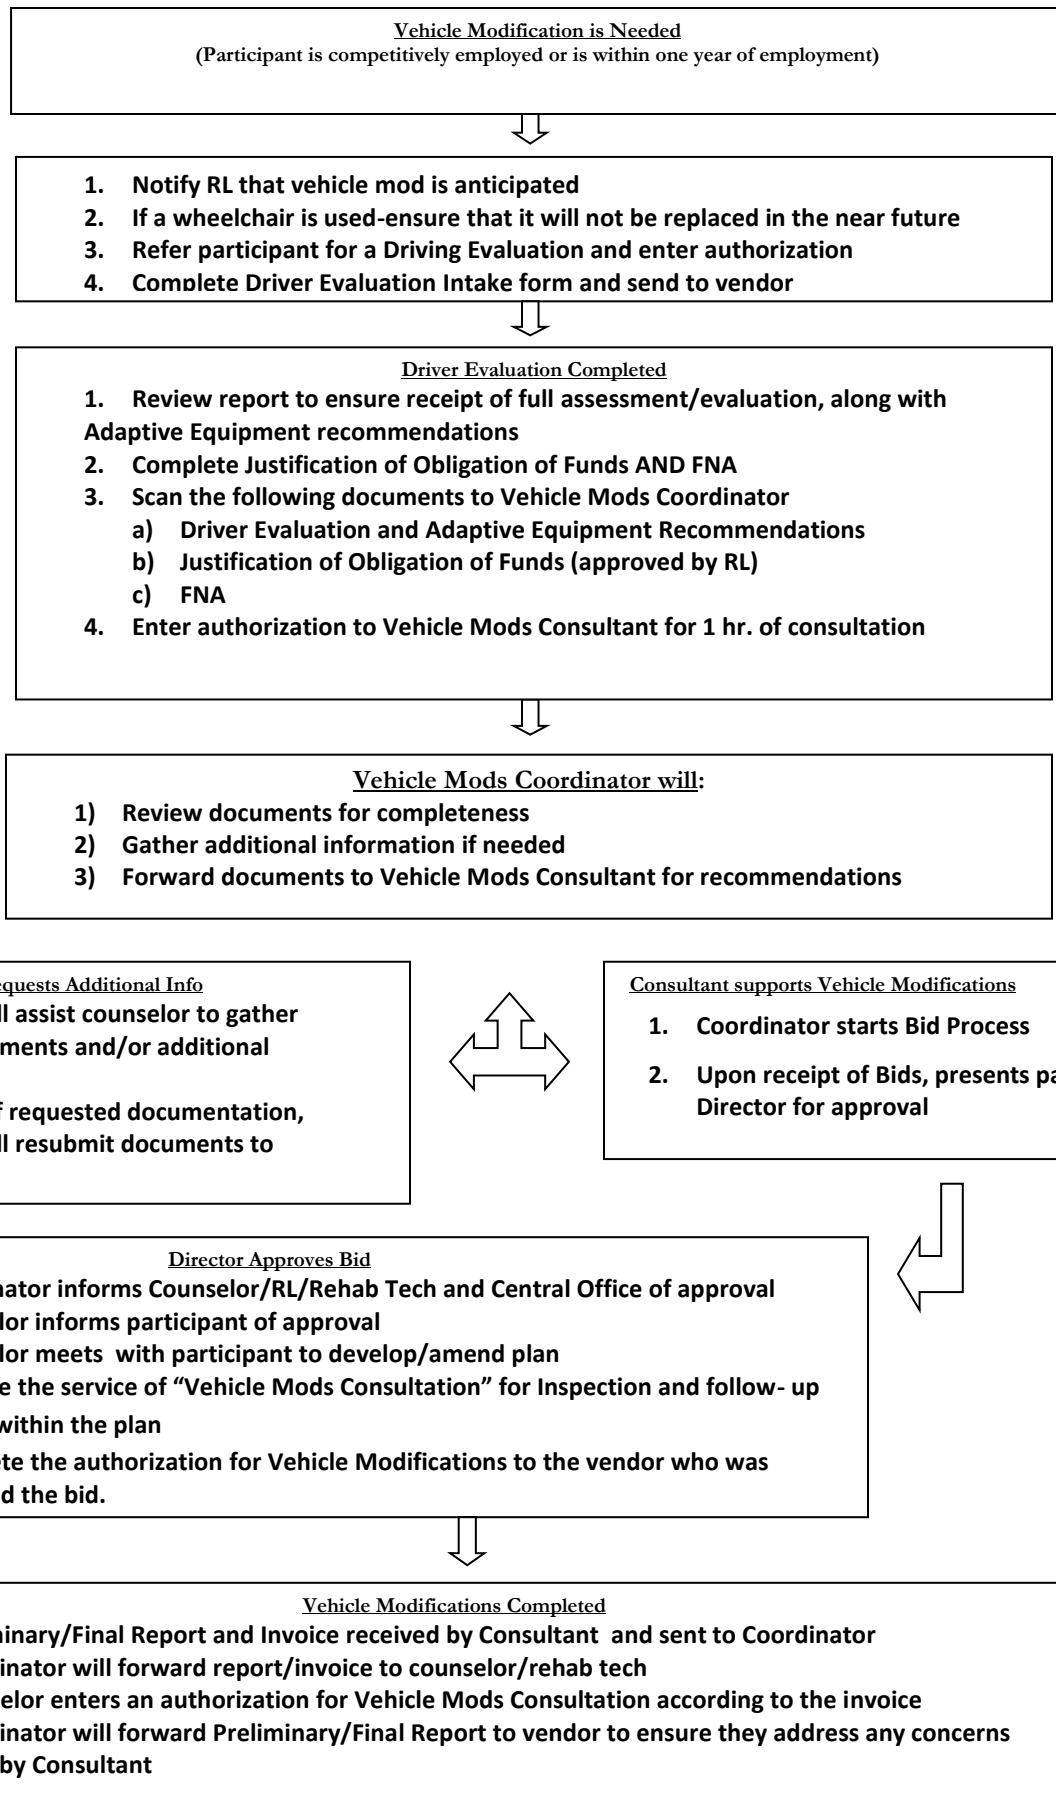 Vehicle Modification is Needed
(Participant is competitively employed or is within one year of employment)
1. Notify RL that vehicle mod is anticipated
2. If a wheelchair is used-ensure that it will not be replaced in the near future
3. Refer participant for a Driving Evaluation and enter authorization
4. Complete Driver Evaluation Intake form and send to vendor
Driver Evaluation Completed
1. Review report to ensure receipt of full assessment/evaluation, along with
Adaptive Equipment recommendations
2. Complete Justification of Obligation of Funds AND FNA
3. Scan the following documents to Vehicle Mods Coordinator
a) Driver Evaluation and Adaptive Equipment Recommendations
b) Justification of Obligation of Funds (approved by RL)
c) FNA
4. Enter authorization to Vehicle Mods Consultant for 1 hr. of consultation
Vehicle Mods Coordinator will:
1) Review documents for completeness
2) Gather additional information if needed
3) Forward documents to Vehicle Mods Consultant for recommendations
equests Additional Info
ll assist counselor to gather
ments and/or additional
f requested documentation,
ll resubmit documents to
Consultant supports Vehicle Modifications
1. Coordinator starts Bid Process
2. Upon receipt of Bids, presents pa
Director for approval
Director Approves Bid
nator informs Counselor/RL/Rehab Tech and Central Office of approval
lor informs participant of approval
lor meets with participant to develop/amend plan
e the service of “Vehicle Mods Consultation” for Inspection and follow- up
within the plan
ete the authorization for Vehicle Modifications to the vendor who was
d the bid.
Vehicle Modifications Completed
inary/Final Report and Invoice received by Consultant and sent to Coordinator
inator will forward report/invoice to counselor/rehab tech
elor enters an authorization for Vehicle Mods Consultation according to the invoice
inator will forward Preliminary/Final Report to vendor to ensure they address any concerns
by Consultant